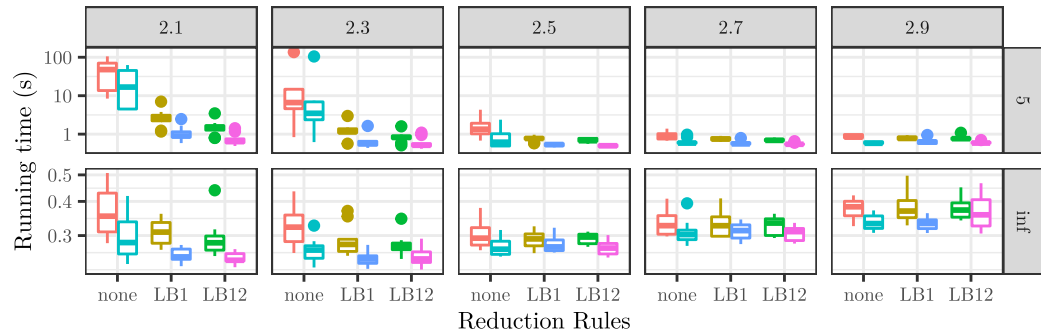 2.1 2.3 2.5 2.7 2.9
Running time (s)
100
10
1
5
0.5
0.4
0.3
inf
none LB1 LB12 none LB1 LB12 none LB1 LB12 none LB1 LB12 none LB1 LB12
Reduction Rules